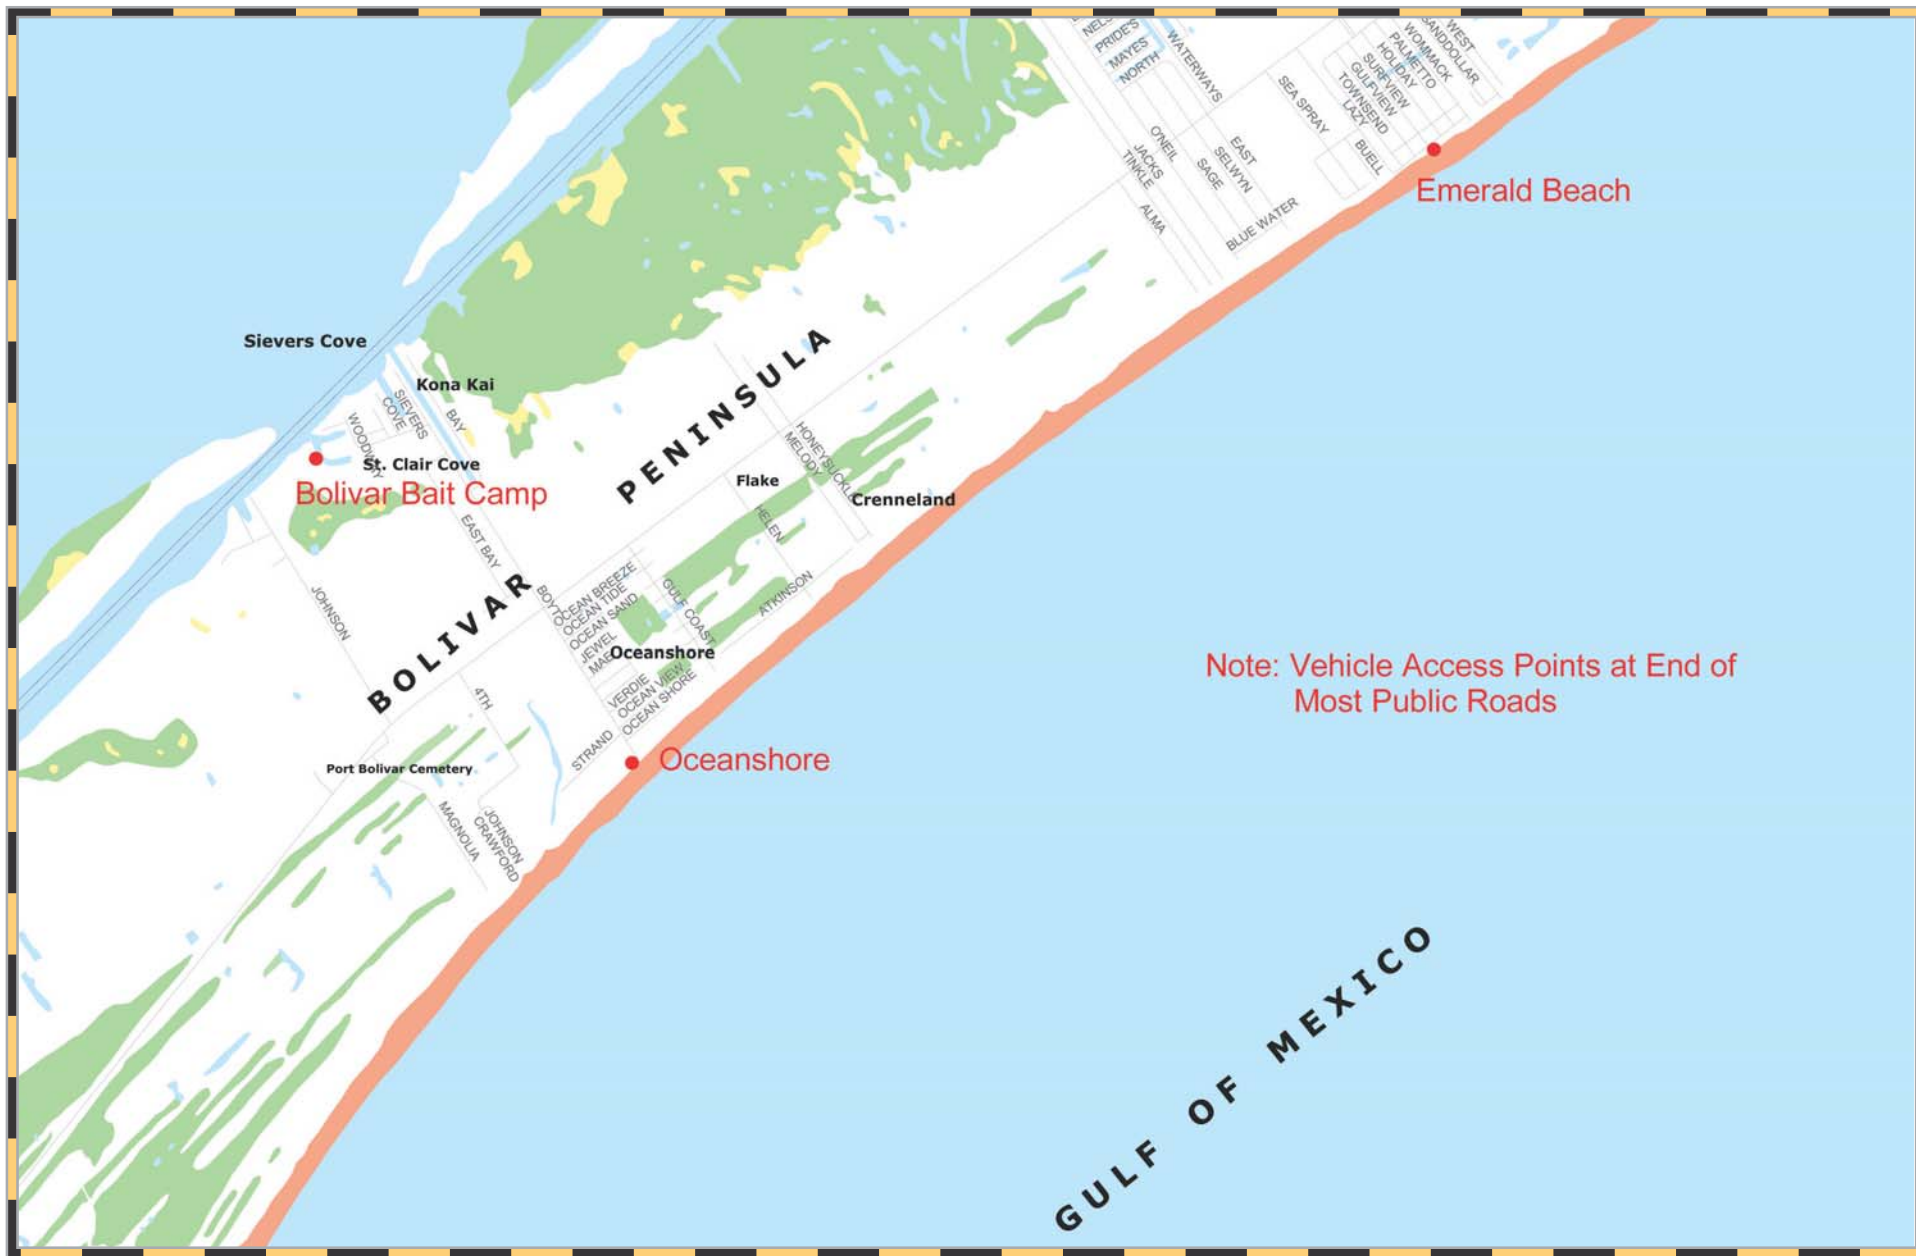 PRIDE'S
MAYES
NORTH
WATERWAYS
WEST
SANDDOLLAR
WOMMACK
PALMETTO
HOLIDAY
SURFVIEW
GULFVIEW
TOWNSEND
LAZY
SEA SPRAY
BUELL
O'NEIL
JACKS
TINKLE
EAST
SELWYN
SAGE
ALMA
BLUE WATER
Emerald Beach
Sievers Cove
Kona Kai
SIEVERS
COVE
BAY
WOODWAY
St. Clair Cove
Bolivar Bait Camp
BOLIVAR PENINSULA
HONEYSUCKLE
MELODY
Flake
Crenneland
HELEN
EAST BAY
JOHNSON
OCEAN BREEZE
OCEAN TIDE
OCEAN SAND
JEWEL
GULF COAST
ATKINSON
Oceanshore
VERDIE
OCEAN VIEW
OCEAN SHORE
4TH
STRAND
Oceanshore
Port Bolivar Cemetery
MAGNOLIA
JOHNSON
CRAWFORD
Note: Vehicle Access Points at End of
Most Public Roads
GULF OF MEXICO